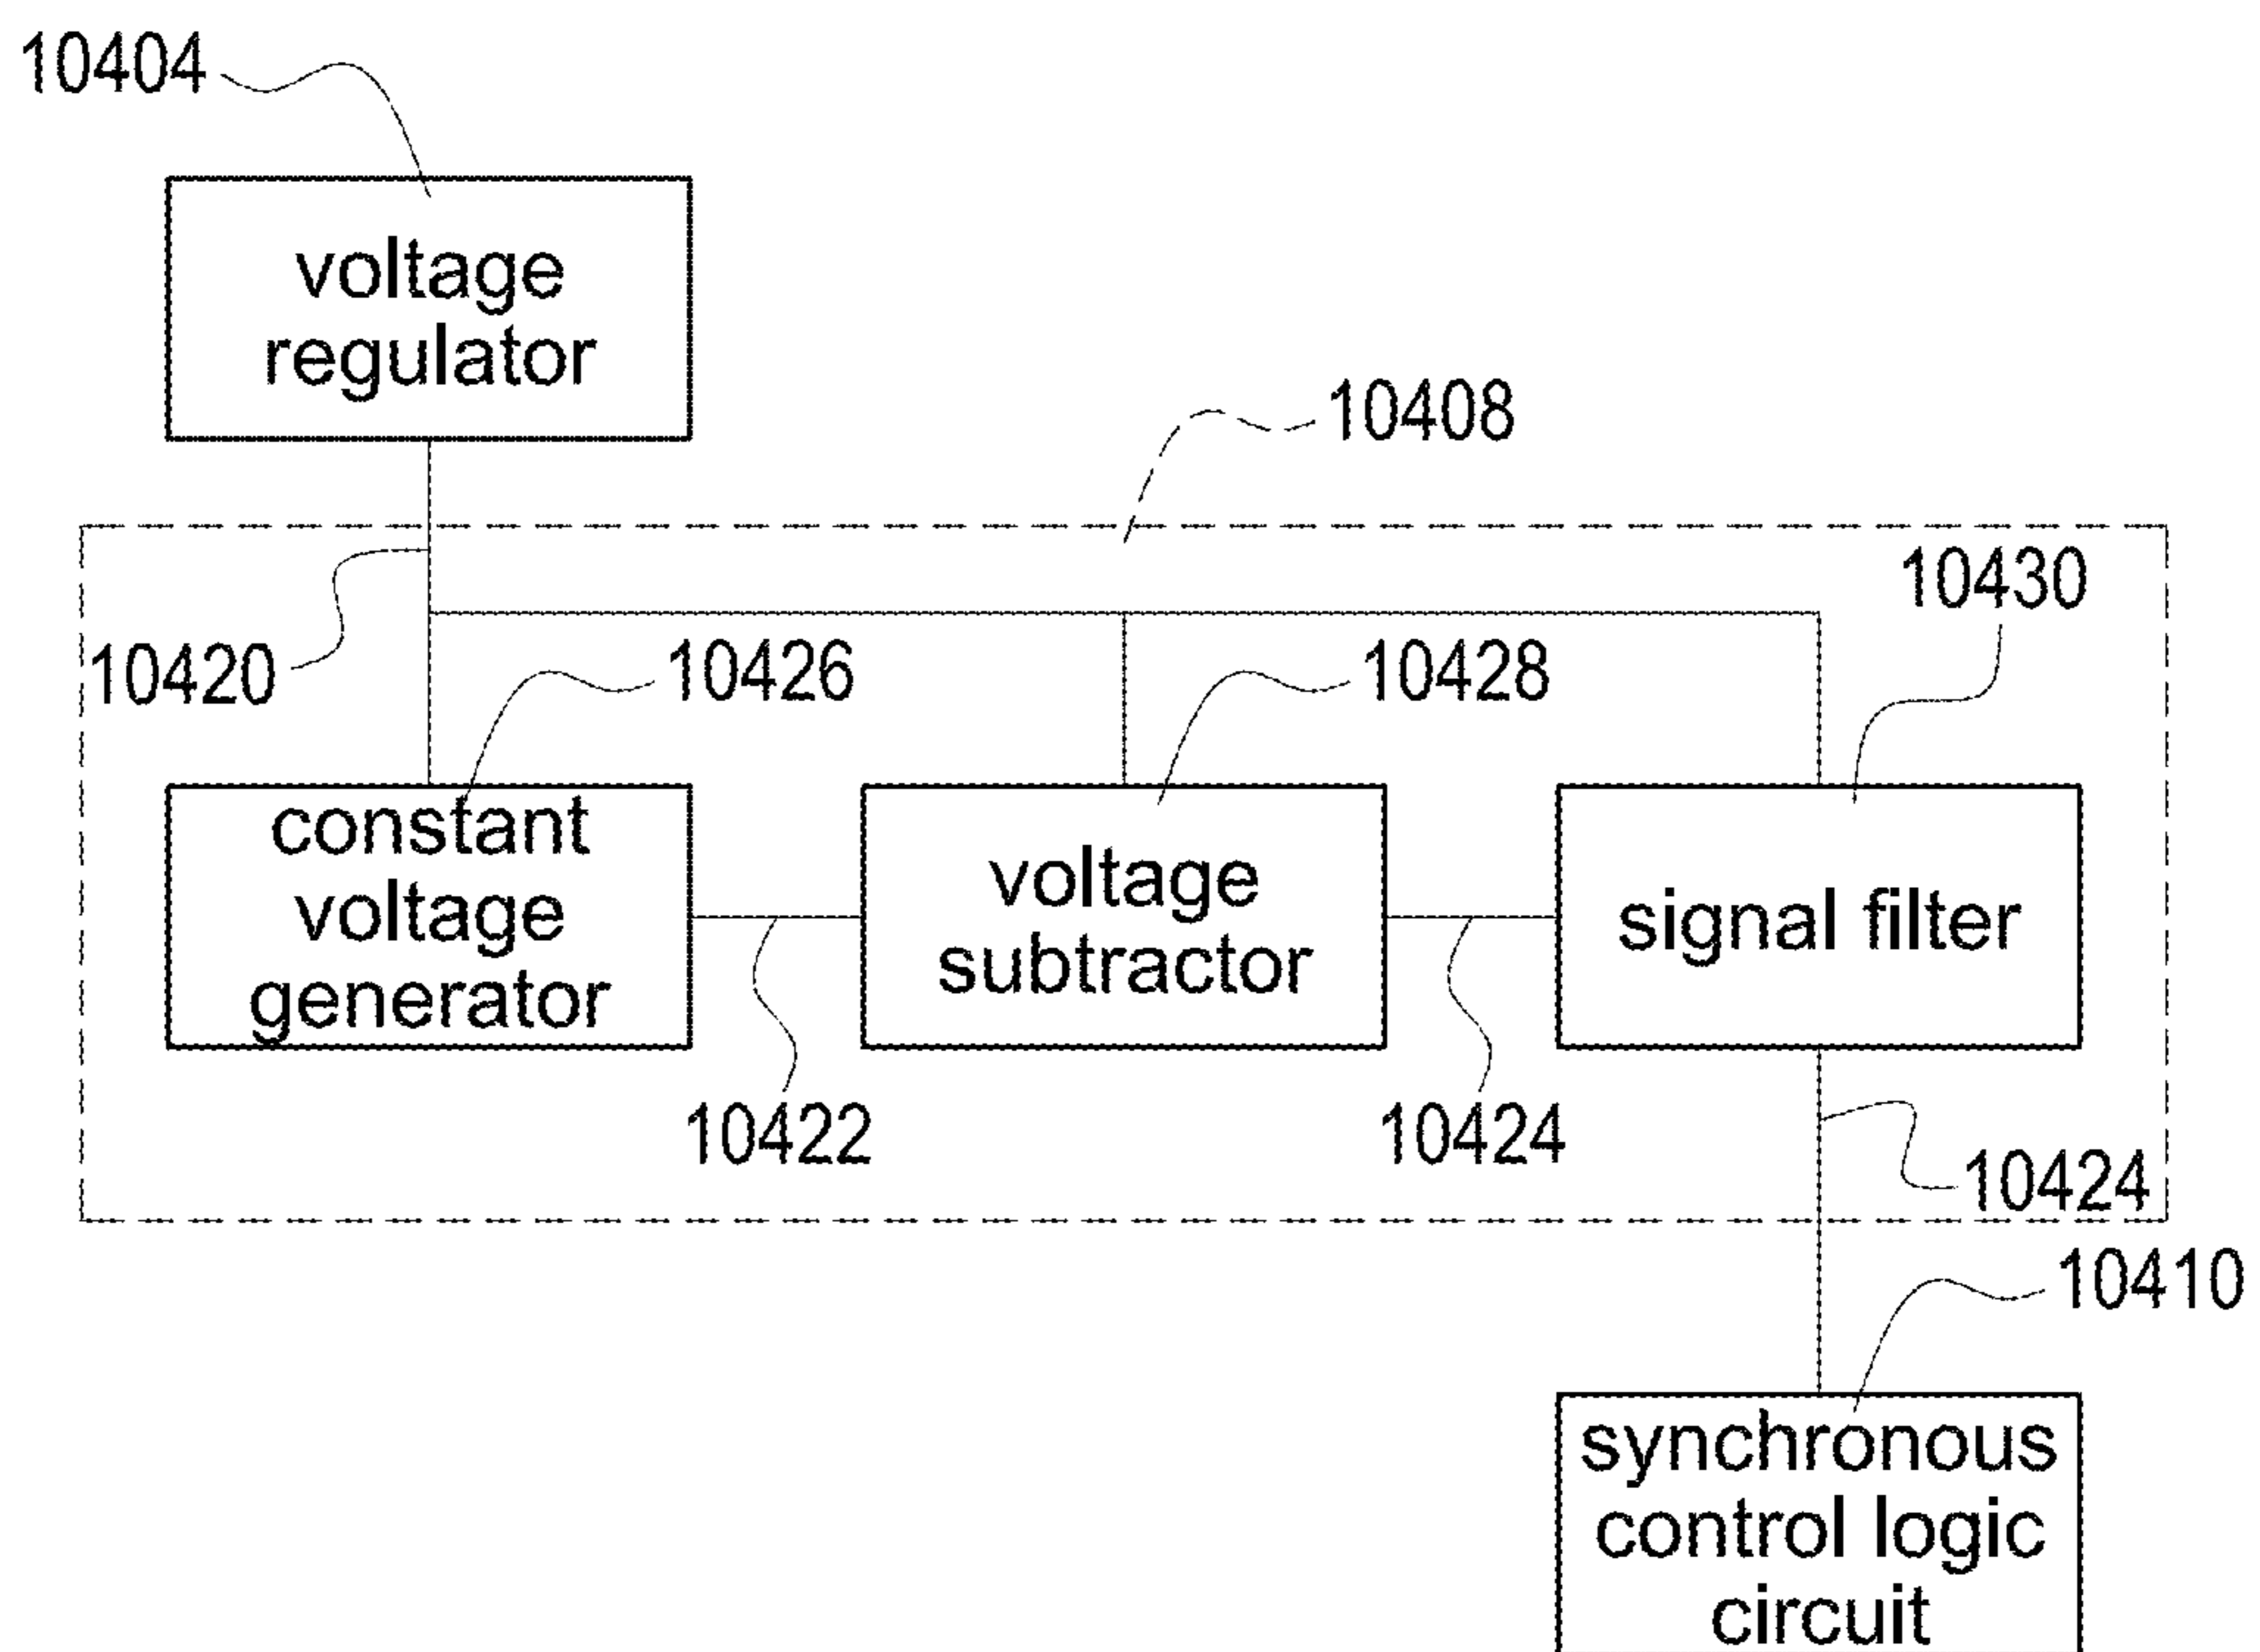 10404
voltage
regulator
10408
10430
10420
10426
10428
constant
voltage
generator
voltage
subtractor
signal filter
10422
10424
10424
10410
synchronous
control logic
circuit